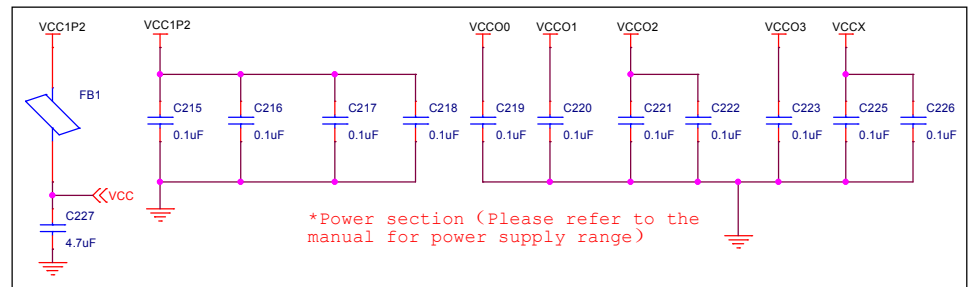 VCC1P2
VCC1P2
VCCO0
VCCO1
VCCO2
VCCO3
VCCX
FB1
C215
C216
C217
C218
C219
C220
C221
C222
C223
C225
C226
0.1uF
0.1uF
0.1uF
0.1uF
0.1uF
0.1uF
0.1uF
0.1uF
0.1uF
0.1uF
0.1uF
VCC
C227
4.7uF
*Power section（Please refer to the
manual for power supply range）